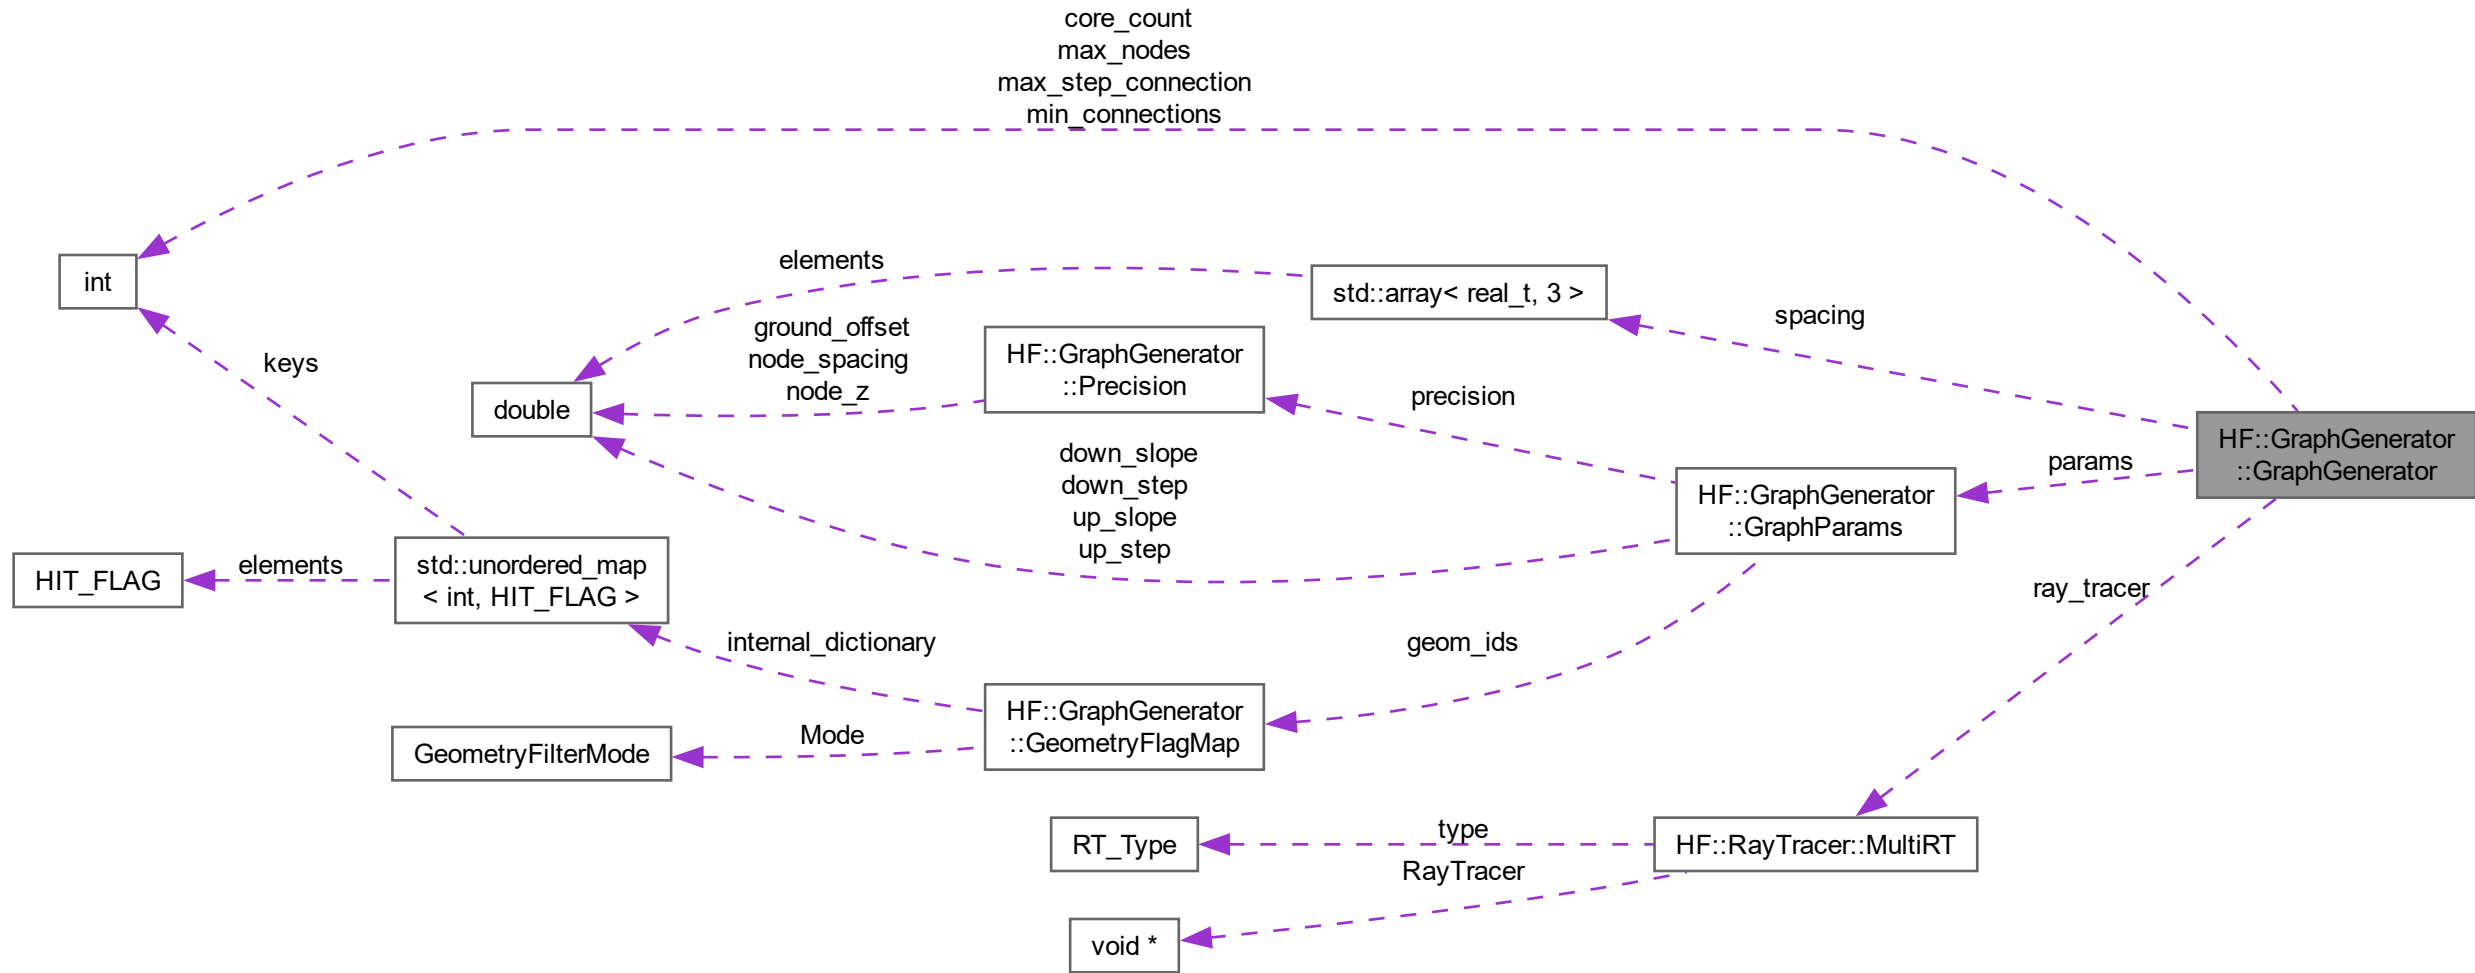 core_count
max_nodes
max_step_connection
min_connections
int
elements
std::array< real_t, 3 >
spacing
keys
ground_offset
node_spacing
node_z
HF::GraphGenerator
::Precision
double
precision
HF::GraphGenerator
::GraphGenerator
params
down_slope
down_step
up_slope
up_step
HF::GraphGenerator
::GraphParams
HIT_FLAG
elements
std::unordered_map
< int, HIT_FLAG >
ray_tracer
internal_dictionary
geom_ids
HF::GraphGenerator
::GeometryFlagMap
Mode
GeometryFilterMode
RT_Type
type
HF::RayTracer::MultiRT
RayTracer
void *